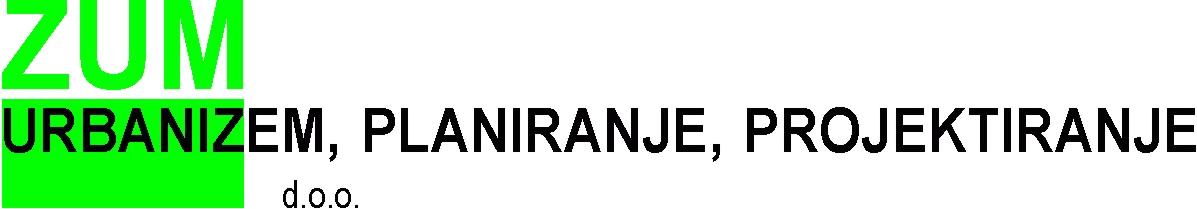 ZUM
URBANIZEM, PLANIRANJE, PROJEKTIRANJE
d.o.o.